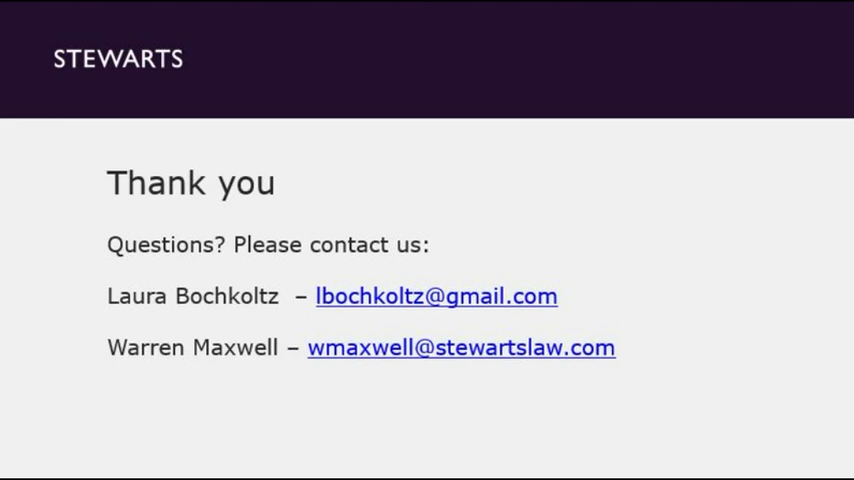 STEWARTS
Thank you
Questions? Please contact us:
Laura Bochkoltz – lbochkoltz@gmail.com
Warren Maxwell – wmaxwell@stewartslaw.com